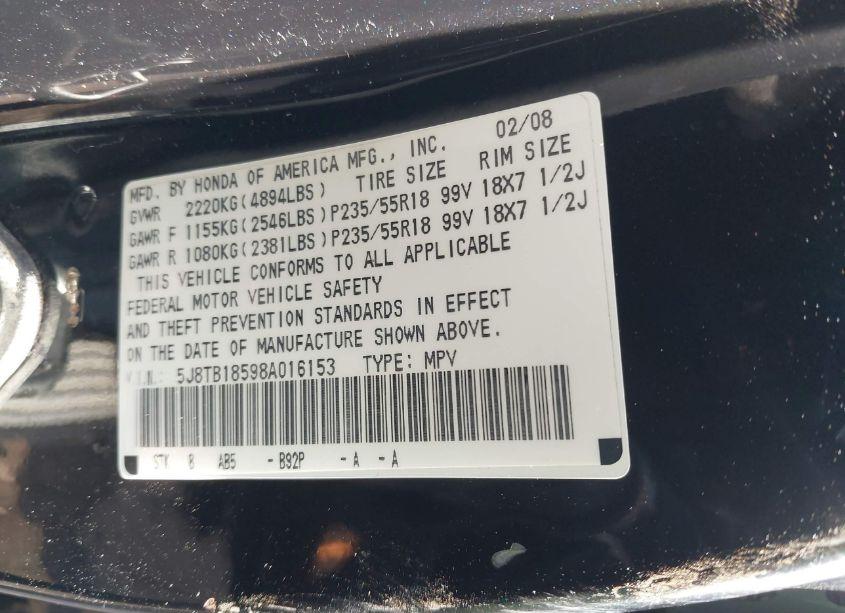 MFD. BY HONDA OF AMERICA MFG., INC. 02/08
GVWR 2220KG(4894LBS) TIRE SIZE RIM SIZE
GAWR F 1155KG(2546LBS)P235/55R18 99V 18X7 1/2J
GAWR R 1080KG(2381LBS)P235/55R18 99V 18X7 1/2J
THIS VEHICLE CONFORMS TO ALL APPLICABLE
FEDERAL MOTOR VEHICLE SAFETY
AND THEFT PREVENTION STANDARDS IN EFFECT
ON THE DATE OF MANUFACTURE SHOWN ABOVE.
V.I.N.: 5J8TB18598A016153 TYPE: MPV
STK 8 AB5 - B92P - A - A